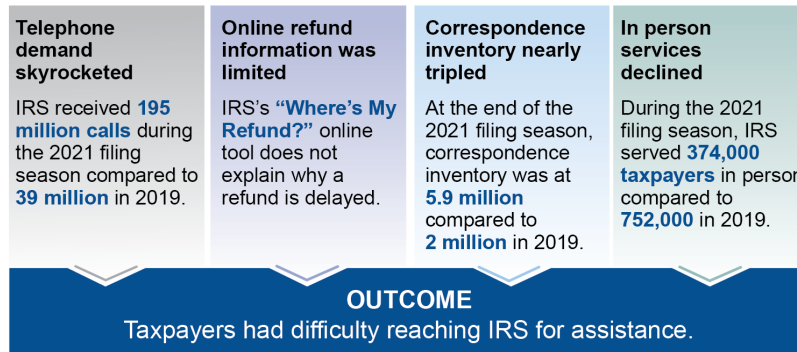 Telephone
demand
skyrocketed
IRS received 195
million calls during
the 2021 filing
season compared to
39 million in 2019.
Online refund
information was
limited
IRS's “Where's My
Refund?” online
tool does not
explain why a
refund is delayed.
Correspondence
inventory nearly
tripled
At the end of the
2021 filing season,
correspondence
inventory was at
5.9 million
compared to
2 million in 2019.
In person
services
declined
During the 2021
filing season, IRS
served 374,000
taxpayers in person
compared to
752,000 in 2019.
OUTCOME
Taxpayers had difficulty reaching IRS for assistance.